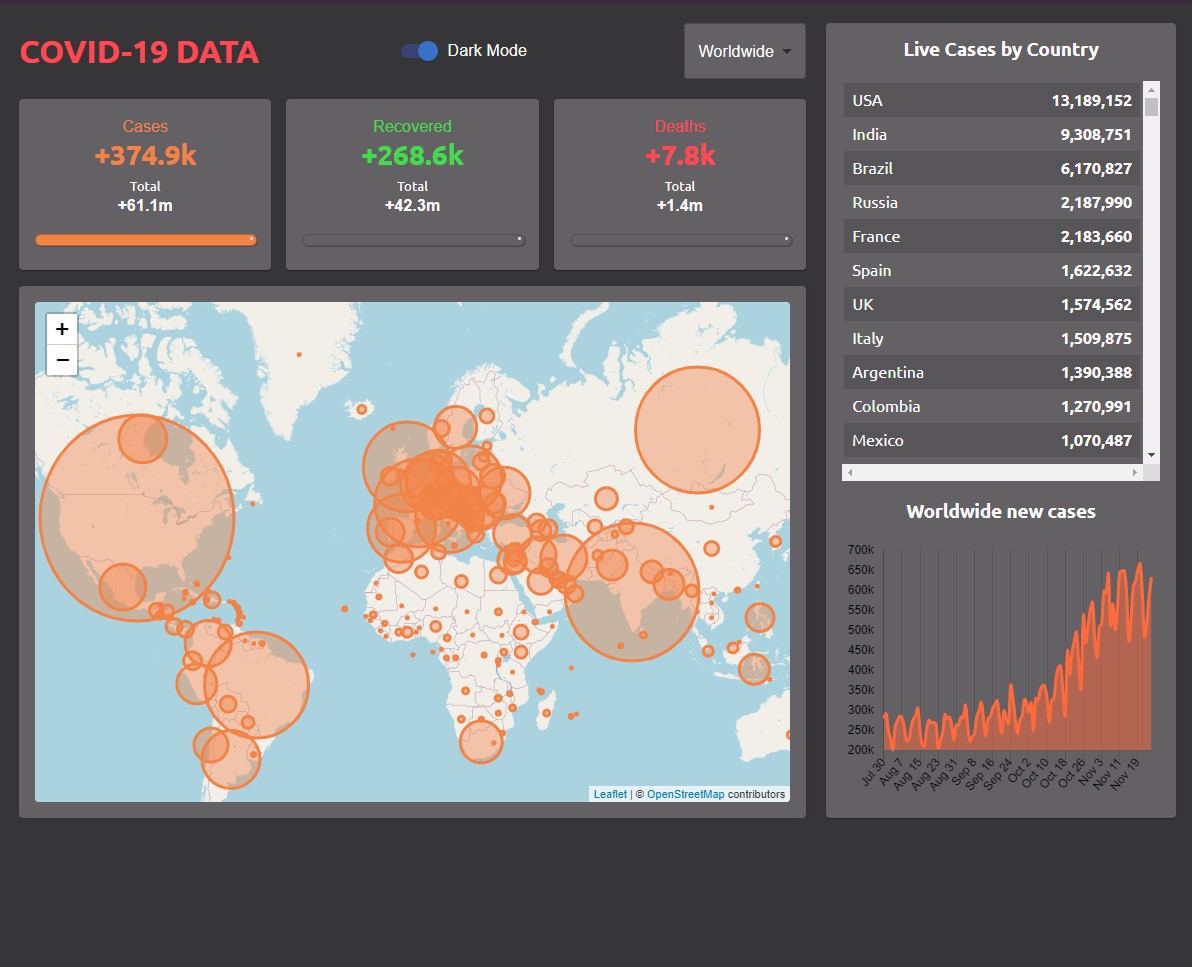 COVID-19 DATA
Dark Mode
Worldwide
Cases
+374.9k
Total
+61.1m
Recovered
+268.6k
Total
+42.3m
Deaths
+7.8k
Total
+1.4m
+
−
Leaflet | © OpenStreetMap contributors
Live Cases by Country
USA 13,189,152
India 9,308,751
Brazil 6,170,827
Russia 2,187,990
France 2,183,660
Spain 1,622,632
UK 1,574,562
Italy 1,509,875
Argentina 1,390,388
Colombia 1,270,991
Mexico 1,070,487
Worldwide new cases
700k
650k
600k
550k
500k
450k
400k
350k
300k
250k
200k
Jul 30 Aug 7 Aug 15 Aug 23 Aug 31 Sep 8 Sep 16 Sep 24 Oct 2 Oct 10 Oct 18 Oct 26 Nov 3 Nov 11 Nov 19